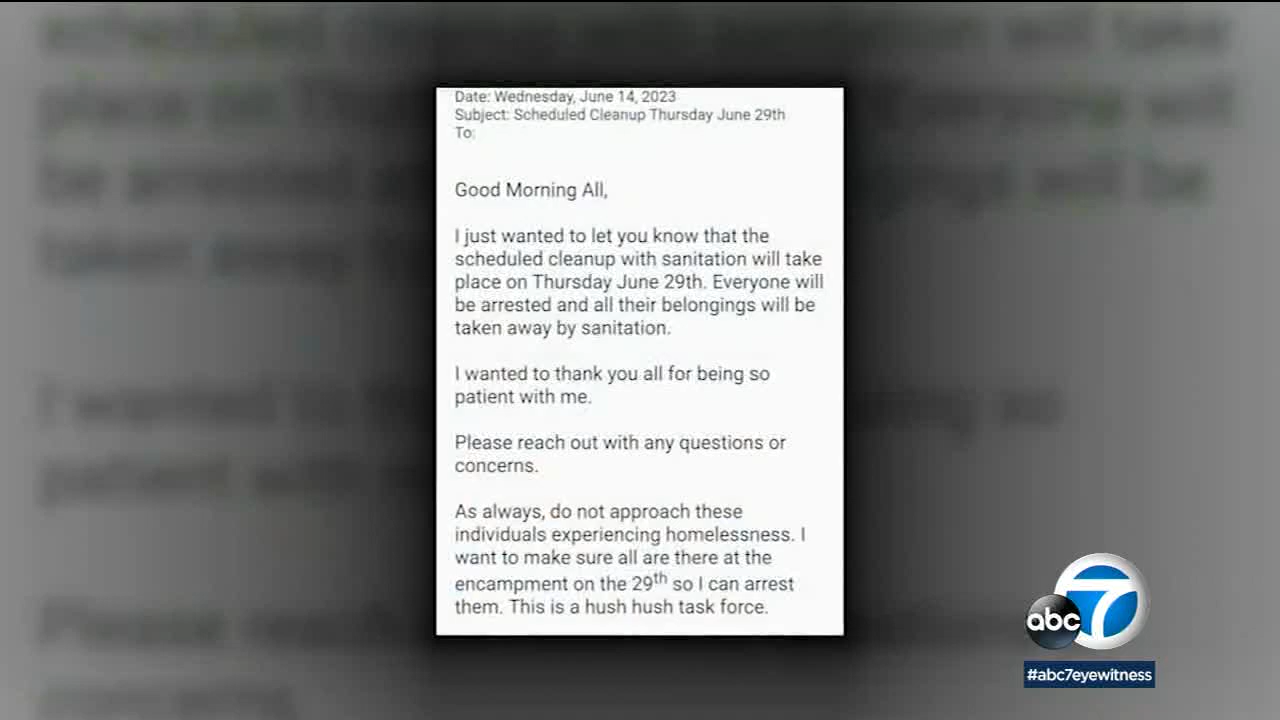 Date: Wednesday, June 14, 2023
Subject: Scheduled Cleanup Thursday June 29th
To:
Good Morning All,
I just wanted to let you know that the
scheduled cleanup with sanitation will take
place on Thursday June 29th. Everyone will
be arrested and all their belongings will be
taken away by sanitation.
I wanted to thank you all for being so
patient with me.
Please reach out with any questions or
concerns.
As always, do not approach these
individuals experiencing homelessness. I
want to make sure all are there at the
encampment on the 29th so I can arrest
them. This is a hush hush task force.
abc 7
#abc7eyewitness